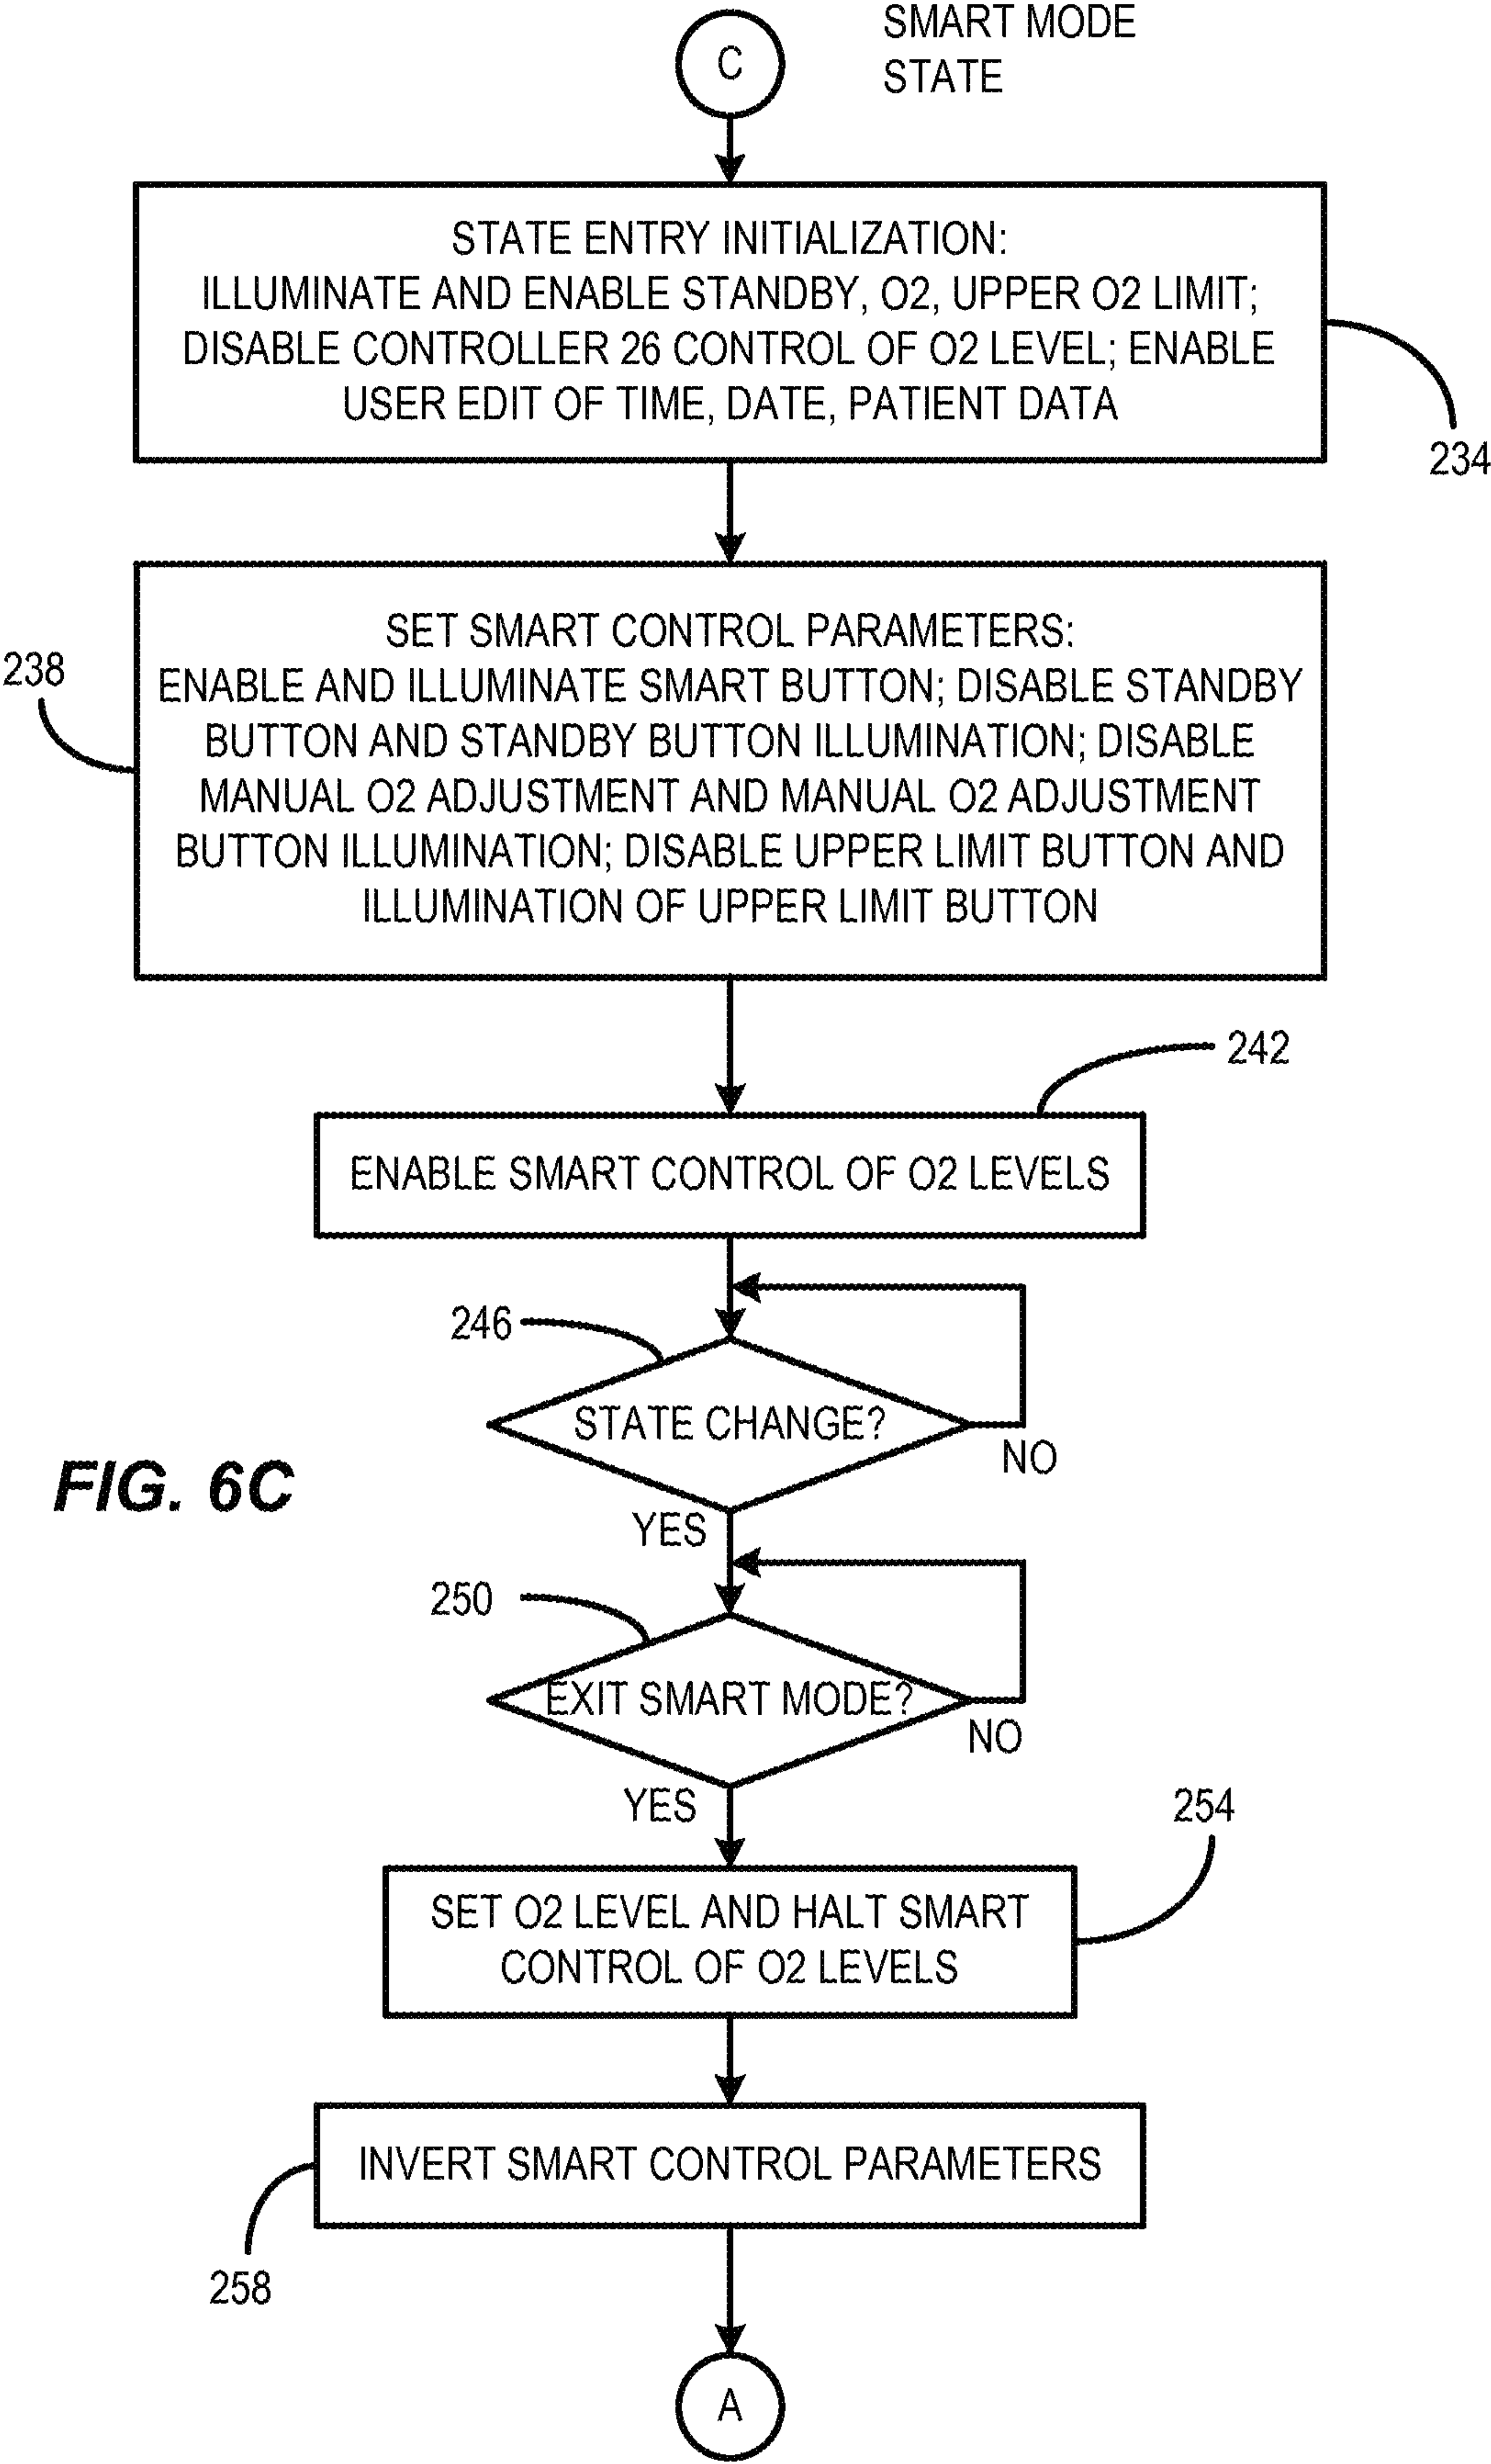 C
SMART MODE
STATE
STATE ENTRY INITIALIZATION:
ILLUMINATE AND ENABLE STANDBY, O2, UPPER O2 LIMIT;
DISABLE CONTROLLER 26 CONTROL OF O2 LEVEL; ENABLE
USER EDIT OF TIME, DATE, PATIENT DATA
234
SET SMART CONTROL PARAMETERS:
238
ENABLE AND ILLUMINATE SMART BUTTON; DISABLE STANDBY
BUTTON AND STANDBY BUTTON ILLUMINATION; DISABLE
MANUAL O2 ADJUSTMENT AND MANUAL O2 ADJUSTMENT
BUTTON ILLUMINATION; DISABLE UPPER LIMIT BUTTON AND
ILLUMINATION OF UPPER LIMIT BUTTON
242
ENABLE SMART CONTROL OF O2 LEVELS
246
STATE CHANGE?
NO
FIG. 6C
YES
250
EXIT SMART MODE?
NO
YES
254
SET O2 LEVEL AND HALT SMART
CONTROL OF O2 LEVELS
INVERT SMART CONTROL PARAMETERS
258
A